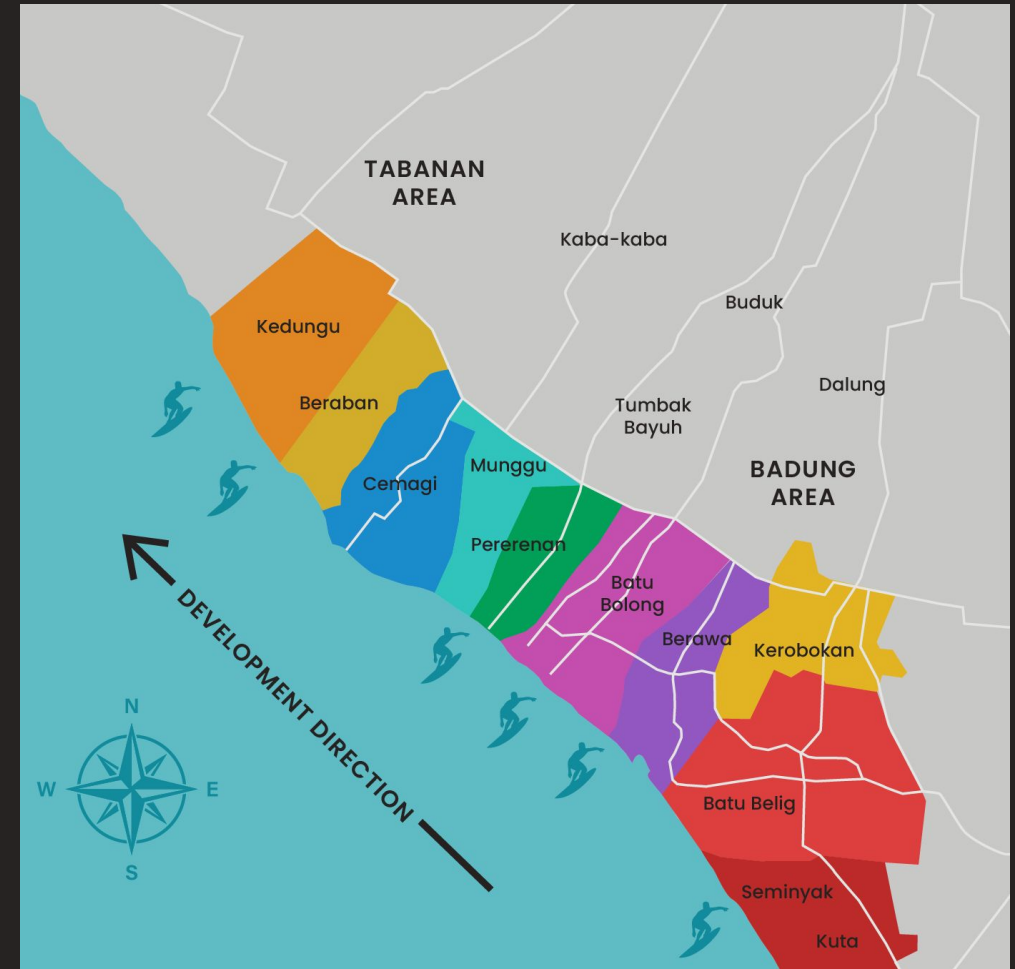 TABANAN
AREA
Kaba-kaba
Buduk
Kedungu
Dalung
Beraban
Tumbak
Bayuh
Munggu
BADUNG
AREA
Cemagi
Pererenan
Batu
Bolong
Berawa
Kerobokan
DEVELOPMENT DIRECTION
N
W
E
S
Batu Belig
Seminyak
Kuta